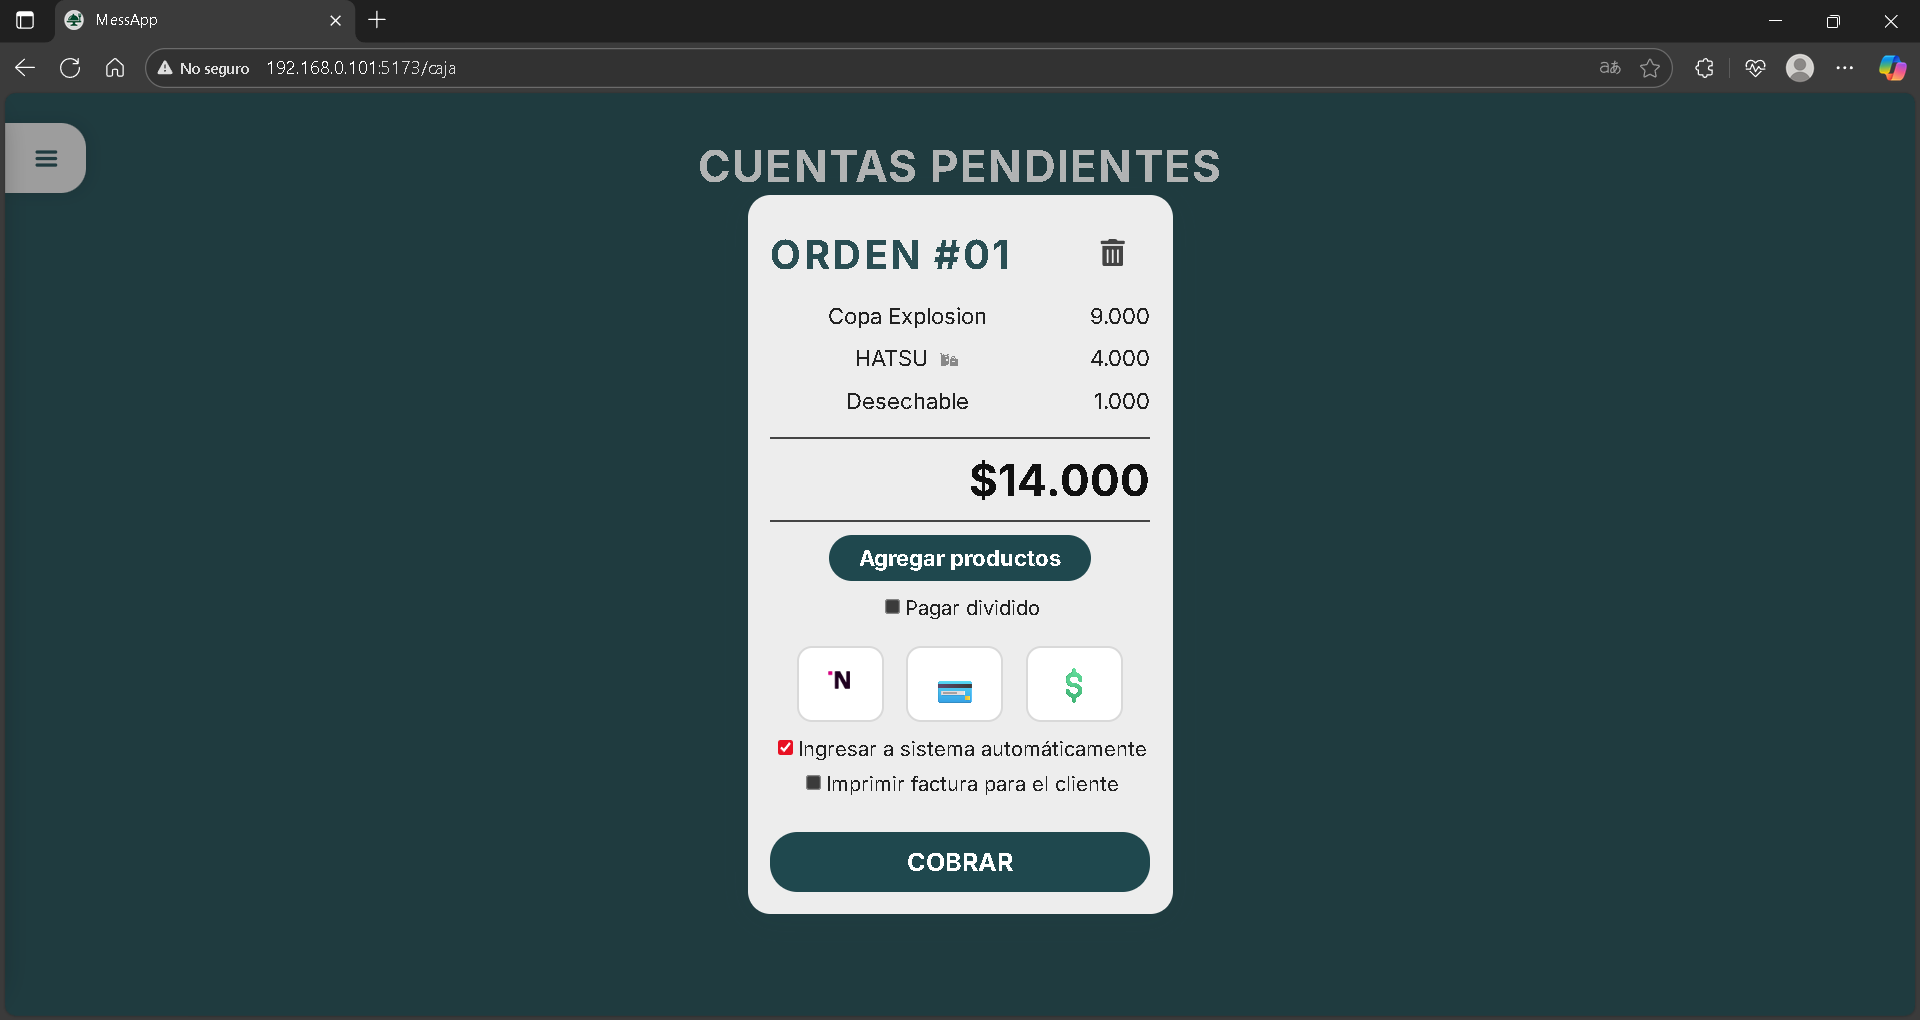 MessApp
No seguro 192.168.0.101:5173/caja
CUENTAS PENDIENTES
ORDEN #01
Copa Explosion 9.000
HATSU 4.000
Desechable 1.000
$14.000
Agregar productos
Pagar dividido
N
$
Ingresar a sistema automáticamente
Imprimir factura para el cliente
COBRAR